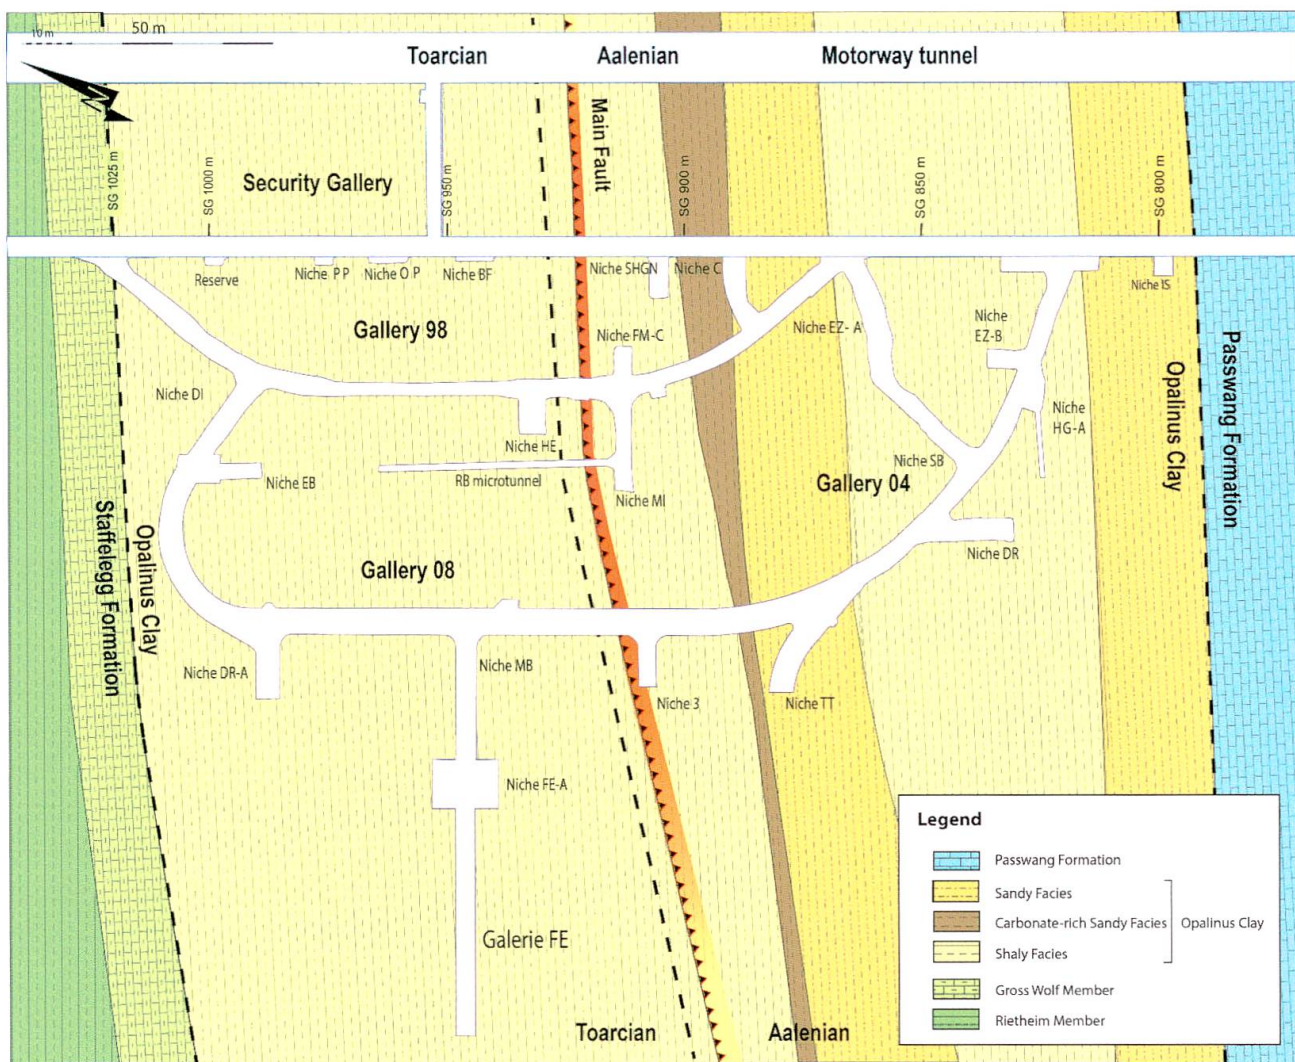 10 m
50 m
Toarcian
Aalenian
Motorway tunnel
N
Main Fault
SG 1025 m
SG 1000 m
Security Gallery
SG 950 m
SG 900 m
SG 850 m
SG 800 m
Reserve
Niche PP
Niche OP
Niche BF
Niche SHGN
Niche C
Niche IS
Gallery 98
Niche FM-C
Niche EZ-A
Niche
EZ-B
Niche DI
Niche
HG-A
Niche HE
Niche EB
RB microtunnel
Niche MI
Niche SB
Gallery 04
Opalinus Clay
Passwang Formation
Staffelegg Formation
Opalinus Clay
Gallery 08
Niche DR
Niche DR-A
Niche MB
Niche 3
Niche TT
Niche FE-A
Galerie FE
Toarcian
Aalenian
Legend
Passwang Formation
Sandy Facies
Carbonate-rich Sandy Facies
Opalinus Clay
Shaly Facies
Gross Wolf Member
Rietheim Member